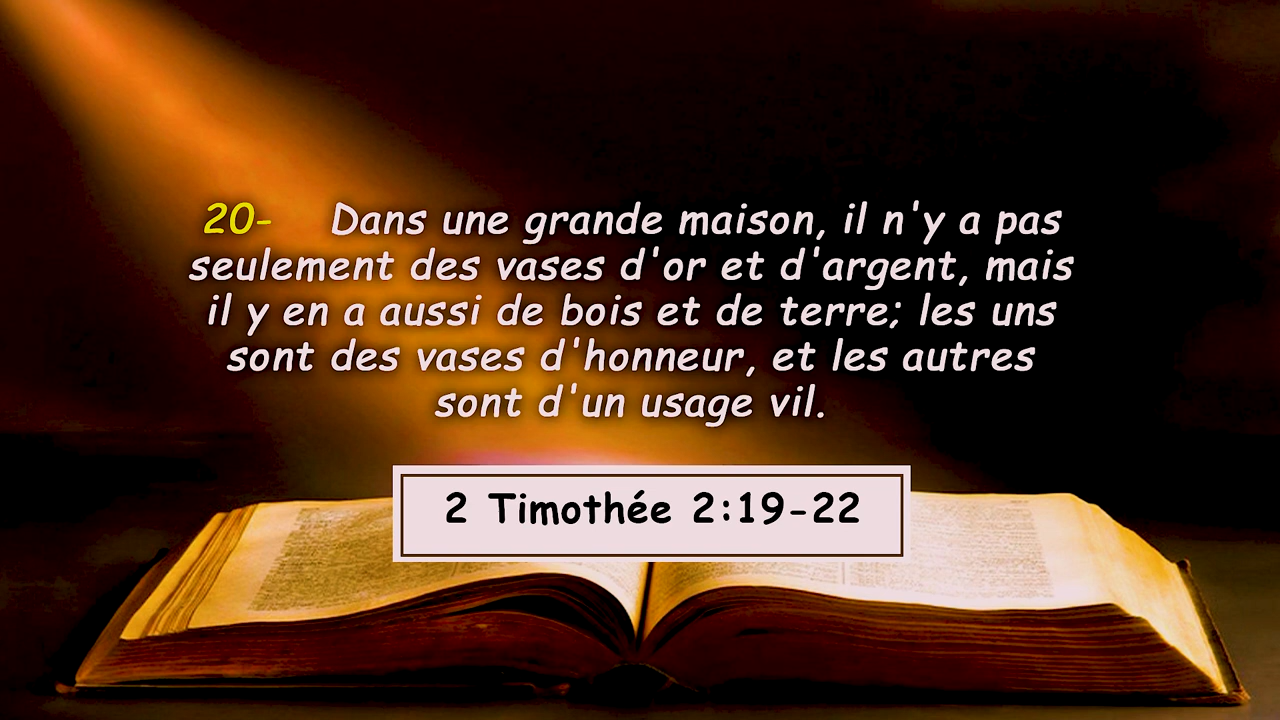 20- Dans une grande maison, il n'y a pas
seulement des vases d'or et d'argent, mais
il y en a aussi de bois et de terre; les uns
sont des vases d'honneur, et les autres
sont d'un usage vil.
2 Timothée 2:19-22